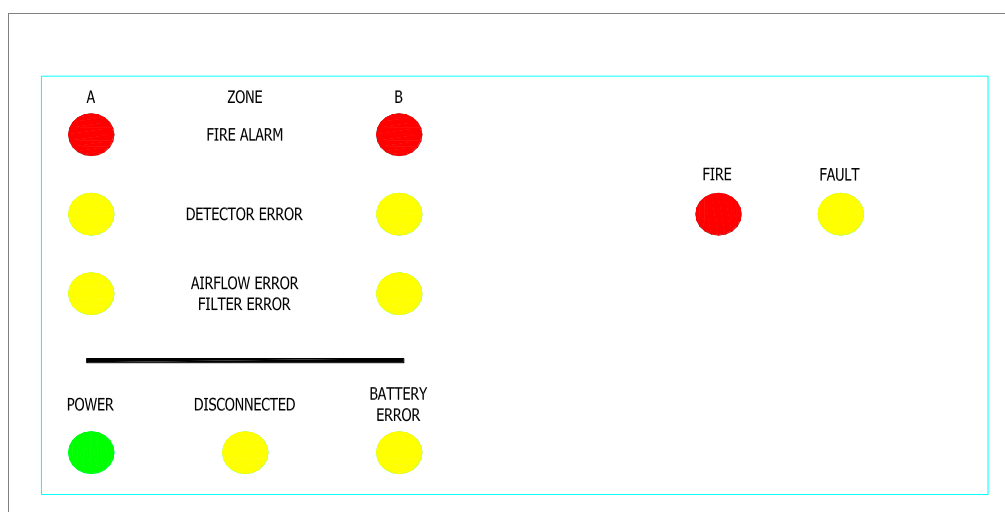 A ZONE B
FIRE ALARM
FIRE FAULT
DETECTOR ERROR
AIRFLOW ERROR
FILTER ERROR
POWER DISCONNECTED BATTERY
ERROR